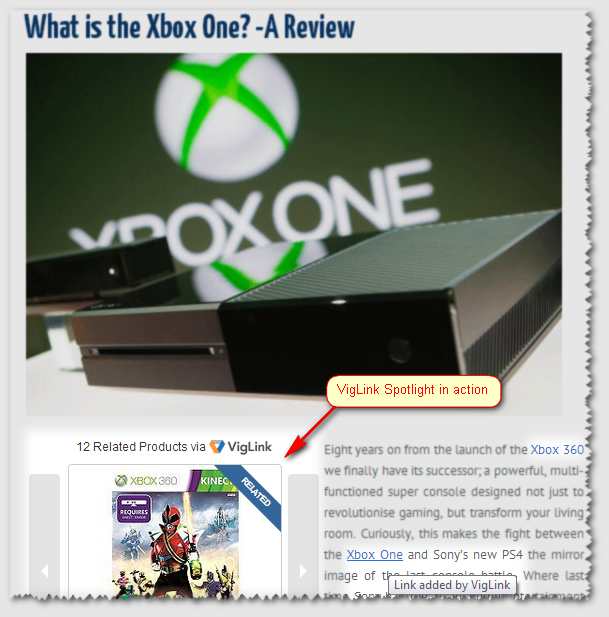 What is the Xbox One? -A Review
XBOX ONE
VigLink Spotlight in action
12 Related Products via VigLink
XBOX 360 KINEC
RELATED
REQUIRES
Eight years on from the launch of the Xbox 360
we finally have its successor; a powerful, multi-
functioned super console designed not just to
revolutionise gaming, but transform your living
room. Curiously, this makes the fight between
the Xbox One and Sony's new PS4 the mirror
image of the last console battle. Where last
Link added by VigLink
time Sony